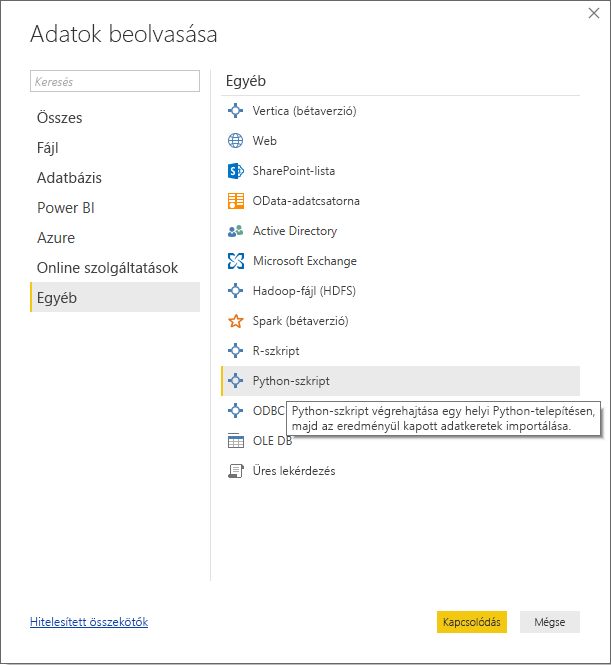 Adatok beolvasása
Keresés
Összes
Fájl
Adatbázis
Power BI
Azure
Online szolgáltatások
Egyéb
Egyéb
Vertica (bétaverzió)
Web
SharePoint-lista
OData-adatcsatorna
Active Directory
Microsoft Exchange
Hadoop-fájl (HDFS)
Spark (bétaverzió)
R-szkript
Python-szkript
ODBC
Python-szkript végrehajtása egy helyi Python-telepítésen,
majd az eredményül kapott adatkeretek importálása.
OLE DB
Üres lekérdezés
Hitelesített összekötők
Kapcsolódás
Mégse